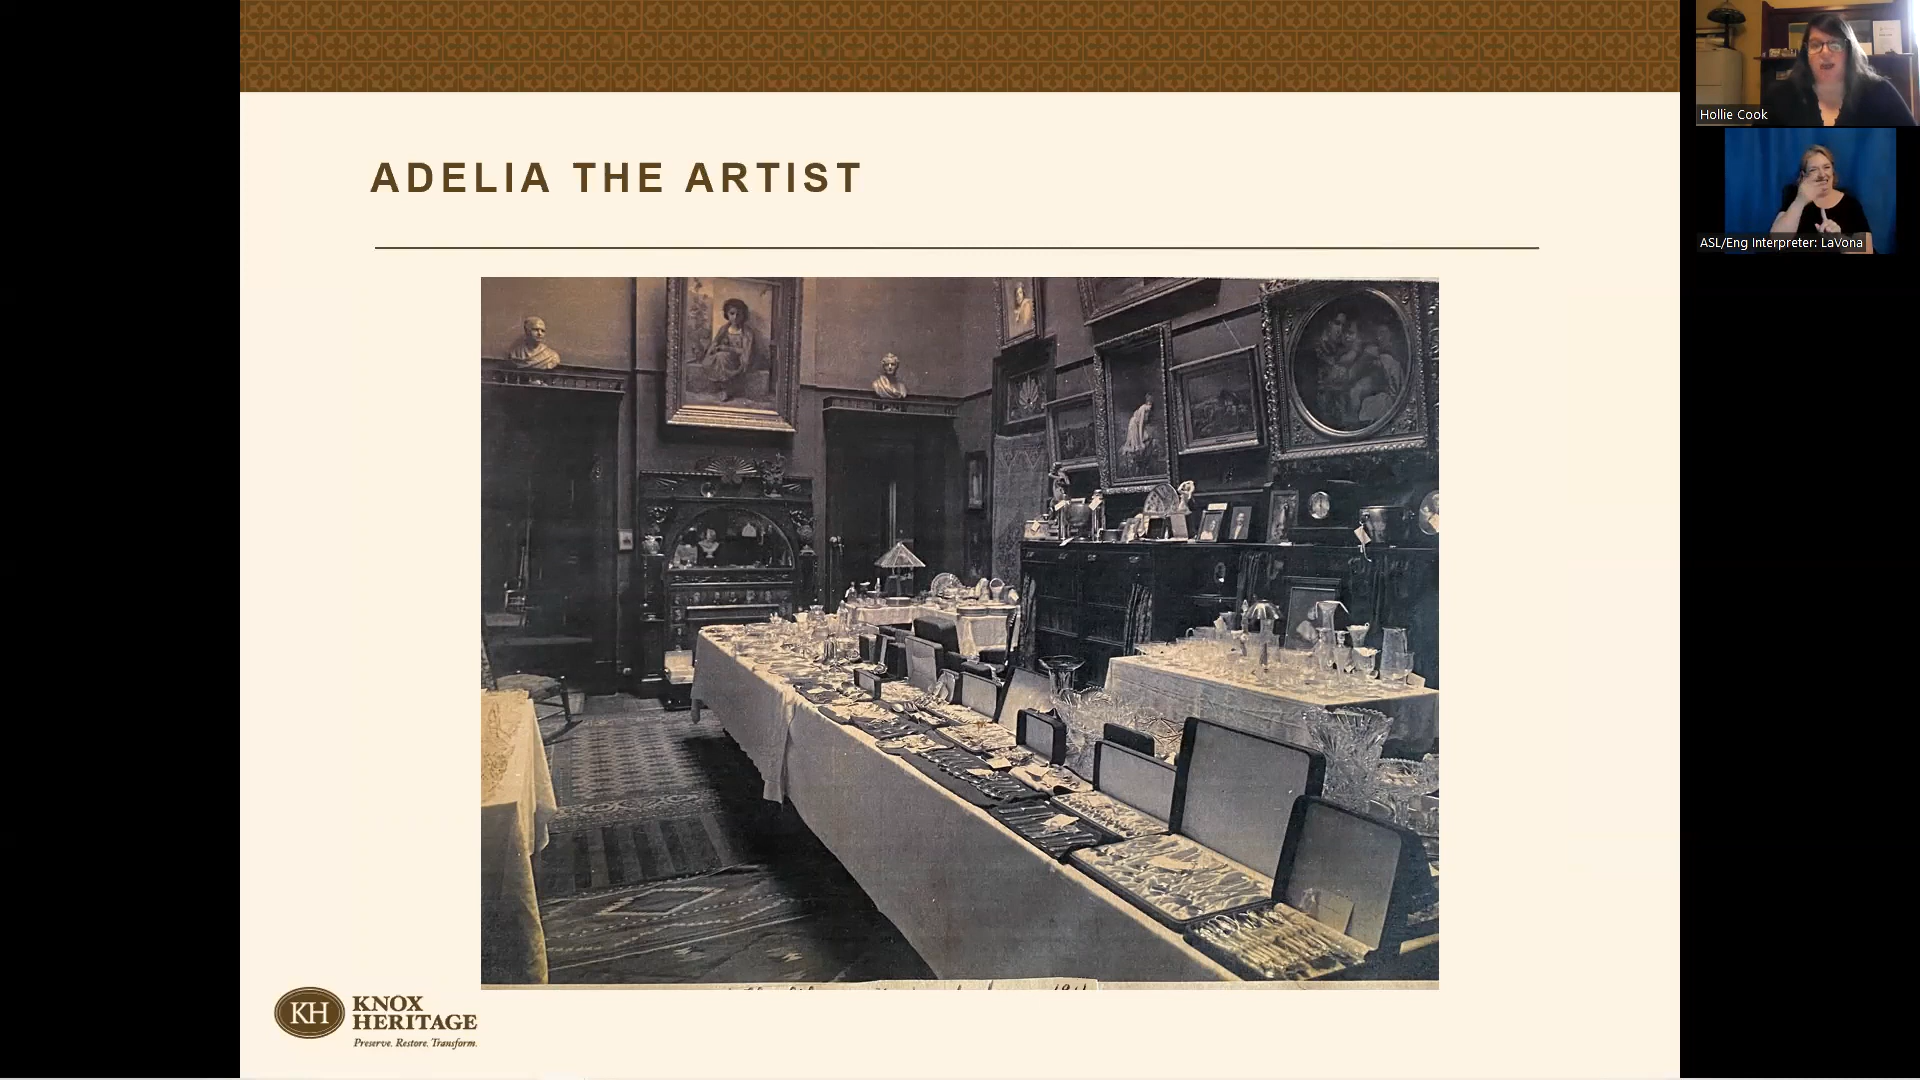 Hollie Cook
ASL/Eng Interpreter: LaVona
ADELIA THE ARTIST
KH
KNOX
HERITAGE
Preserve. Restore. Transform.